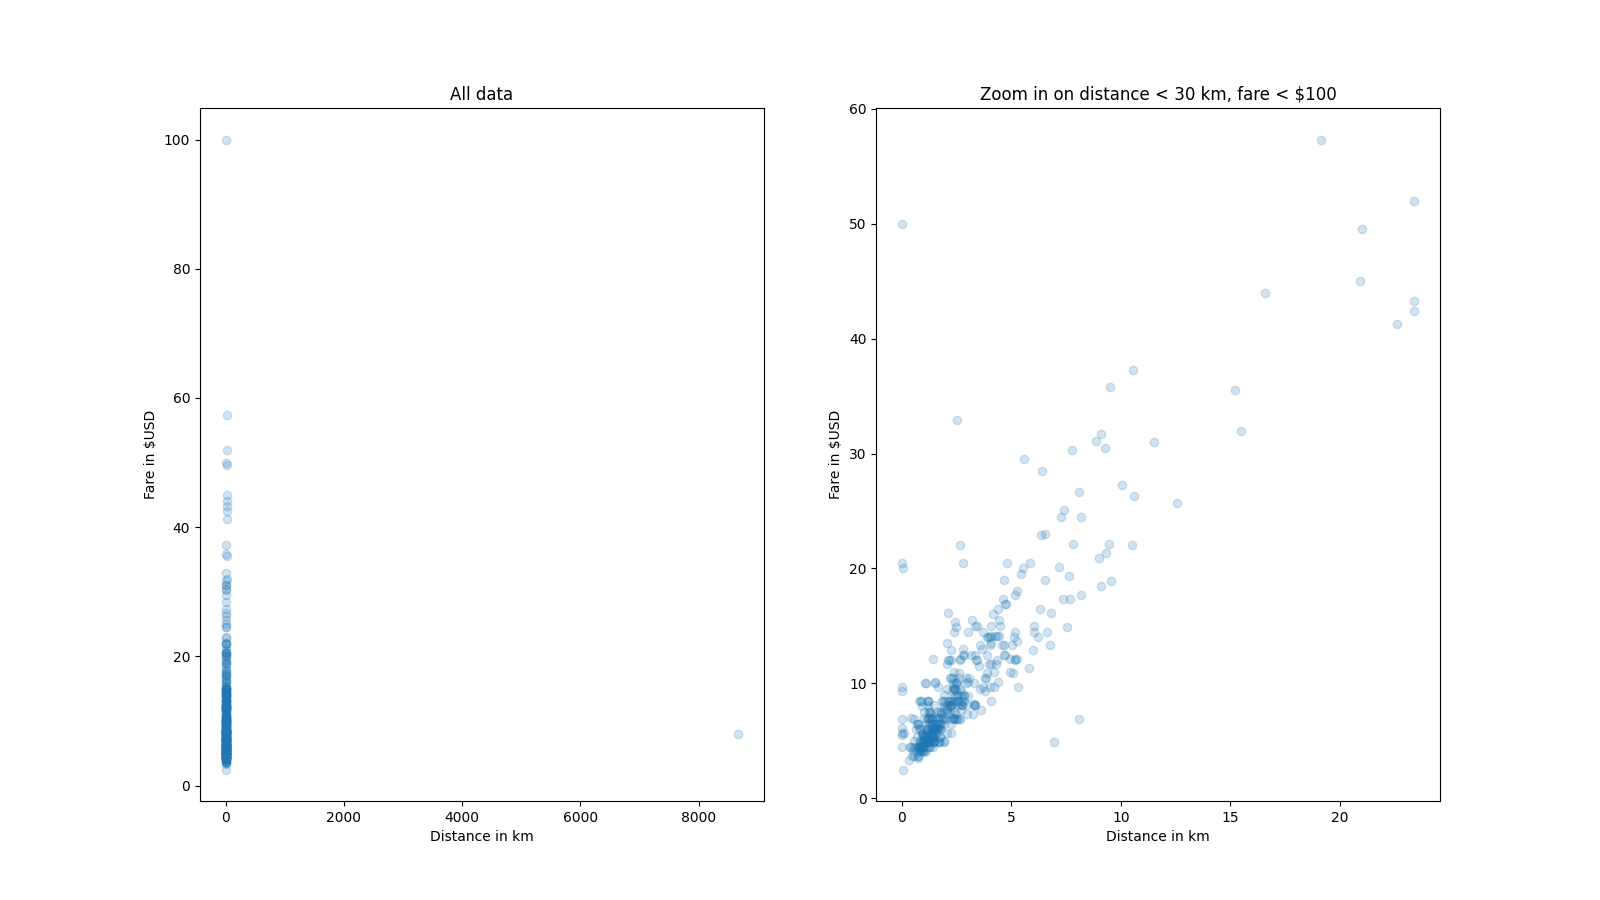 All data
100
80
60
40
20
0
Fare in $USD
0 2000 4000 6000 8000
Distance in km
Zoom in on distance < 30 km, fare < $100
60
50
40
30
20
10
0
Fare in $USD
0 5 10 15 20
Distance in km